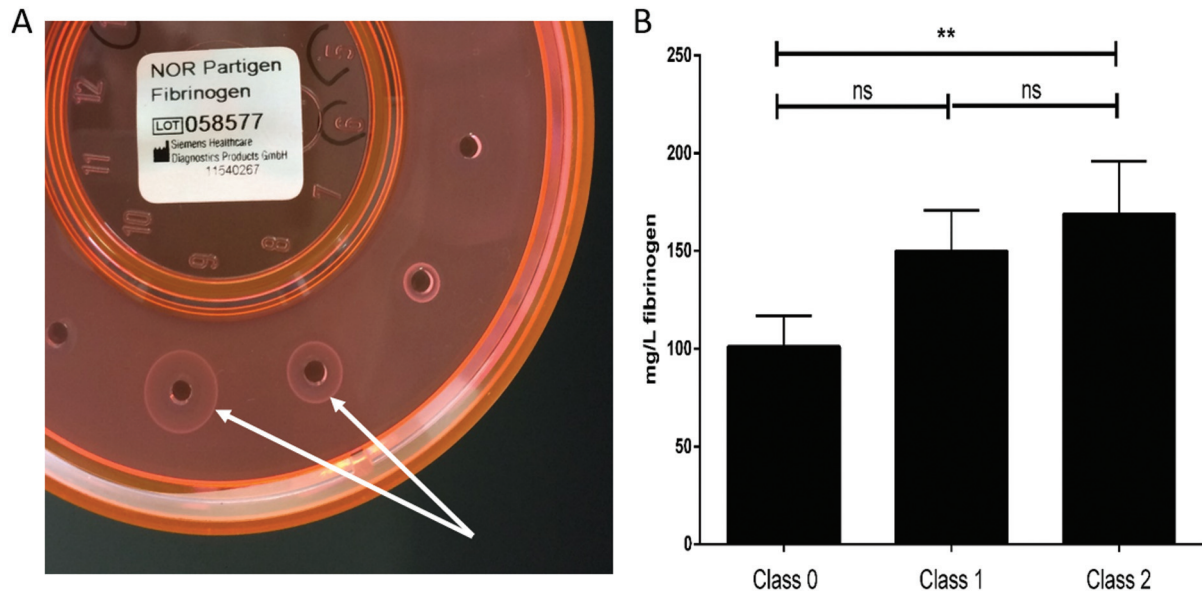 A
NOR Partigen
Fibrinogen
LOT 058577
Siemens Healthcare
Diagnostics Products GmbH
11540267
12
11
10
9
8
7
B
mg/L fibrinogen
250
200
150
100
50
0
**
ns
ns
Class 0
Class 1
Class 2